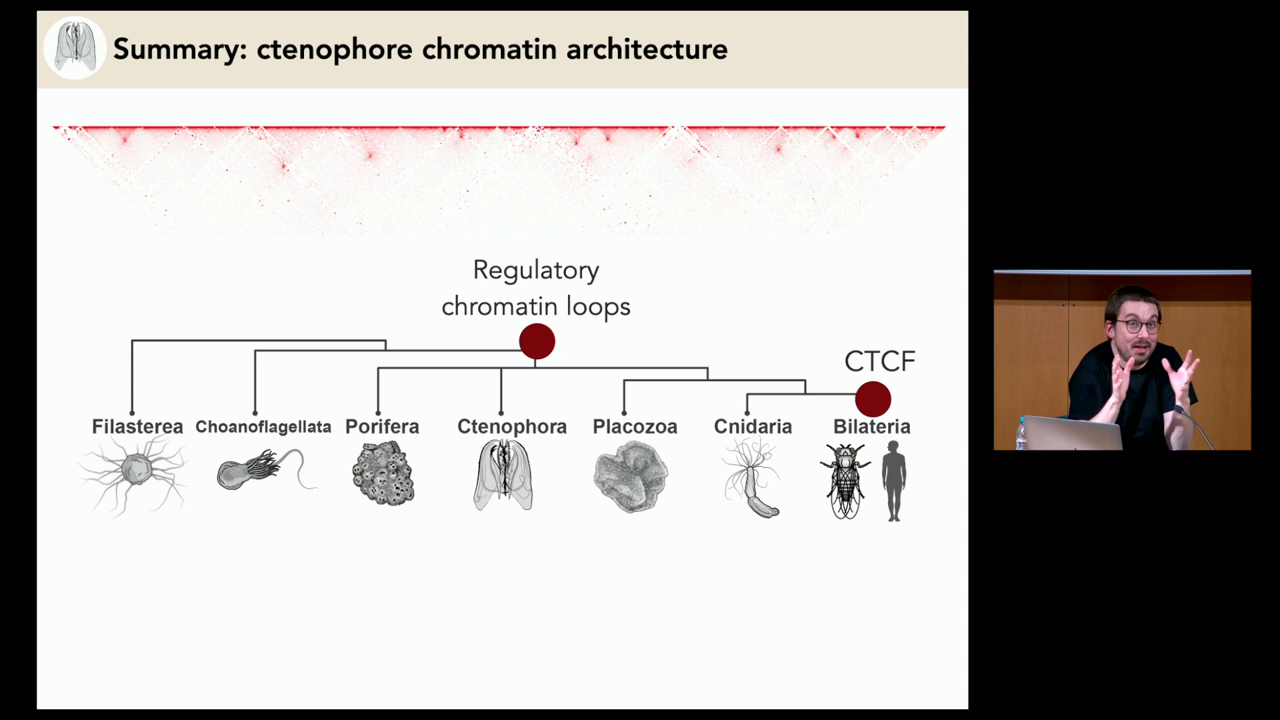 Summary: ctenophore chromatin architecture
Regulatory
chromatin loops
CTCF
Filasterea Choanoflagellata Porifera Ctenophora Placozoa Cnidaria Bilateria